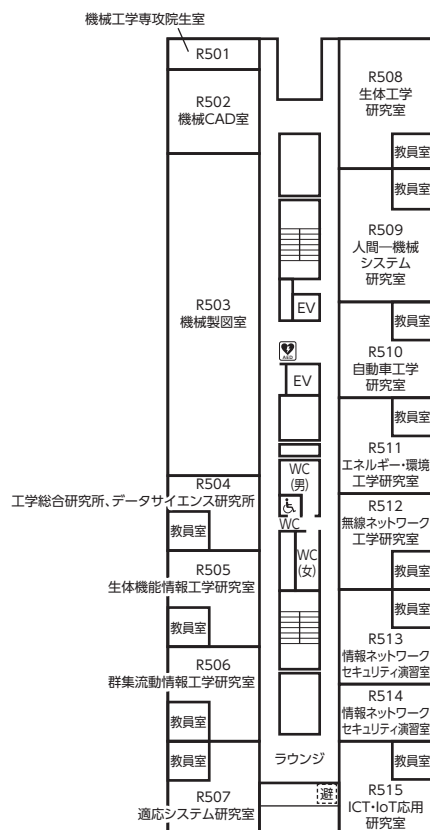 機械工学専攻院生室
R501
R502
機械CAD室
R503
機械製図室
R504
工学総合研究所、データサイエンス研究所
教員室
R505
生体機能情報工学研究室
教員室
R506
群集流動情報工学研究室
教員室
教員室
R507
適応システム研究室
EV
AED
EV
WC
(男)
WC
WC
(女)
ラウンジ
避
R508
生体工学
研究室
教員室
教員室
R509
人間―機械
システム
研究室
教員室
R510
自動車工学
研究室
教員室
R511
エネルギー・環境
工学研究室
R512
無線ネットワーク
工学研究室
教員室
教員室
R513
情報ネットワーク
セキュリティ演習室
R514
情報ネットワーク
セキュリティ演習室
教員室
R515
ICT・IoT応用
研究室